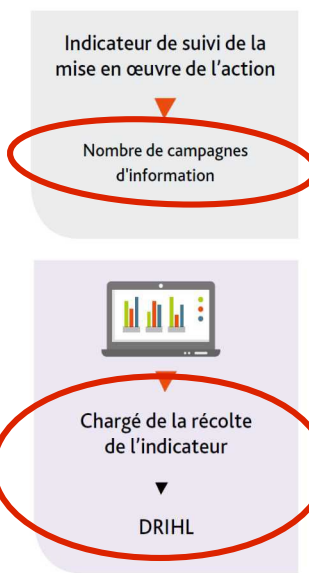 Indicateur de suivi de la
mise en œuvre de l'action
Nombre de campagnes
d'information
Chargé de la récolte
de l'indicateur
DRIHL